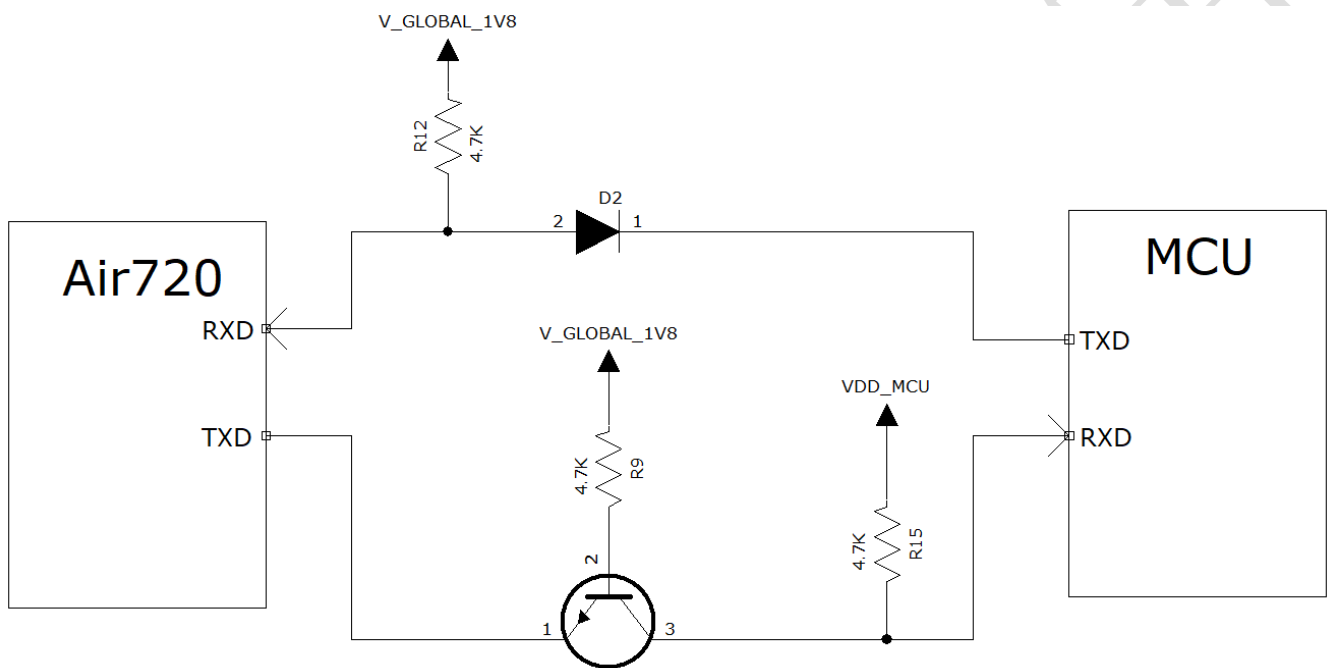 V_GLOBAL_1V8
R12
4.7K
D2
2
1
Air720
MCU
RXD
TXD
V_GLOBAL_1V8
VDD_MCU
TXD
RXD
4.7K
R9
4.7K
R15
2
1
3